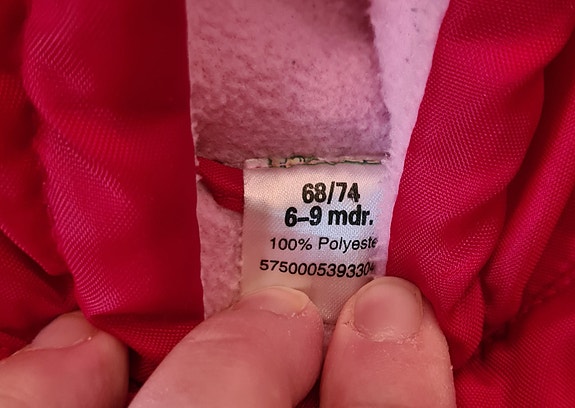 68/74
6–9 mdr.
100% Polyeste
575000539330